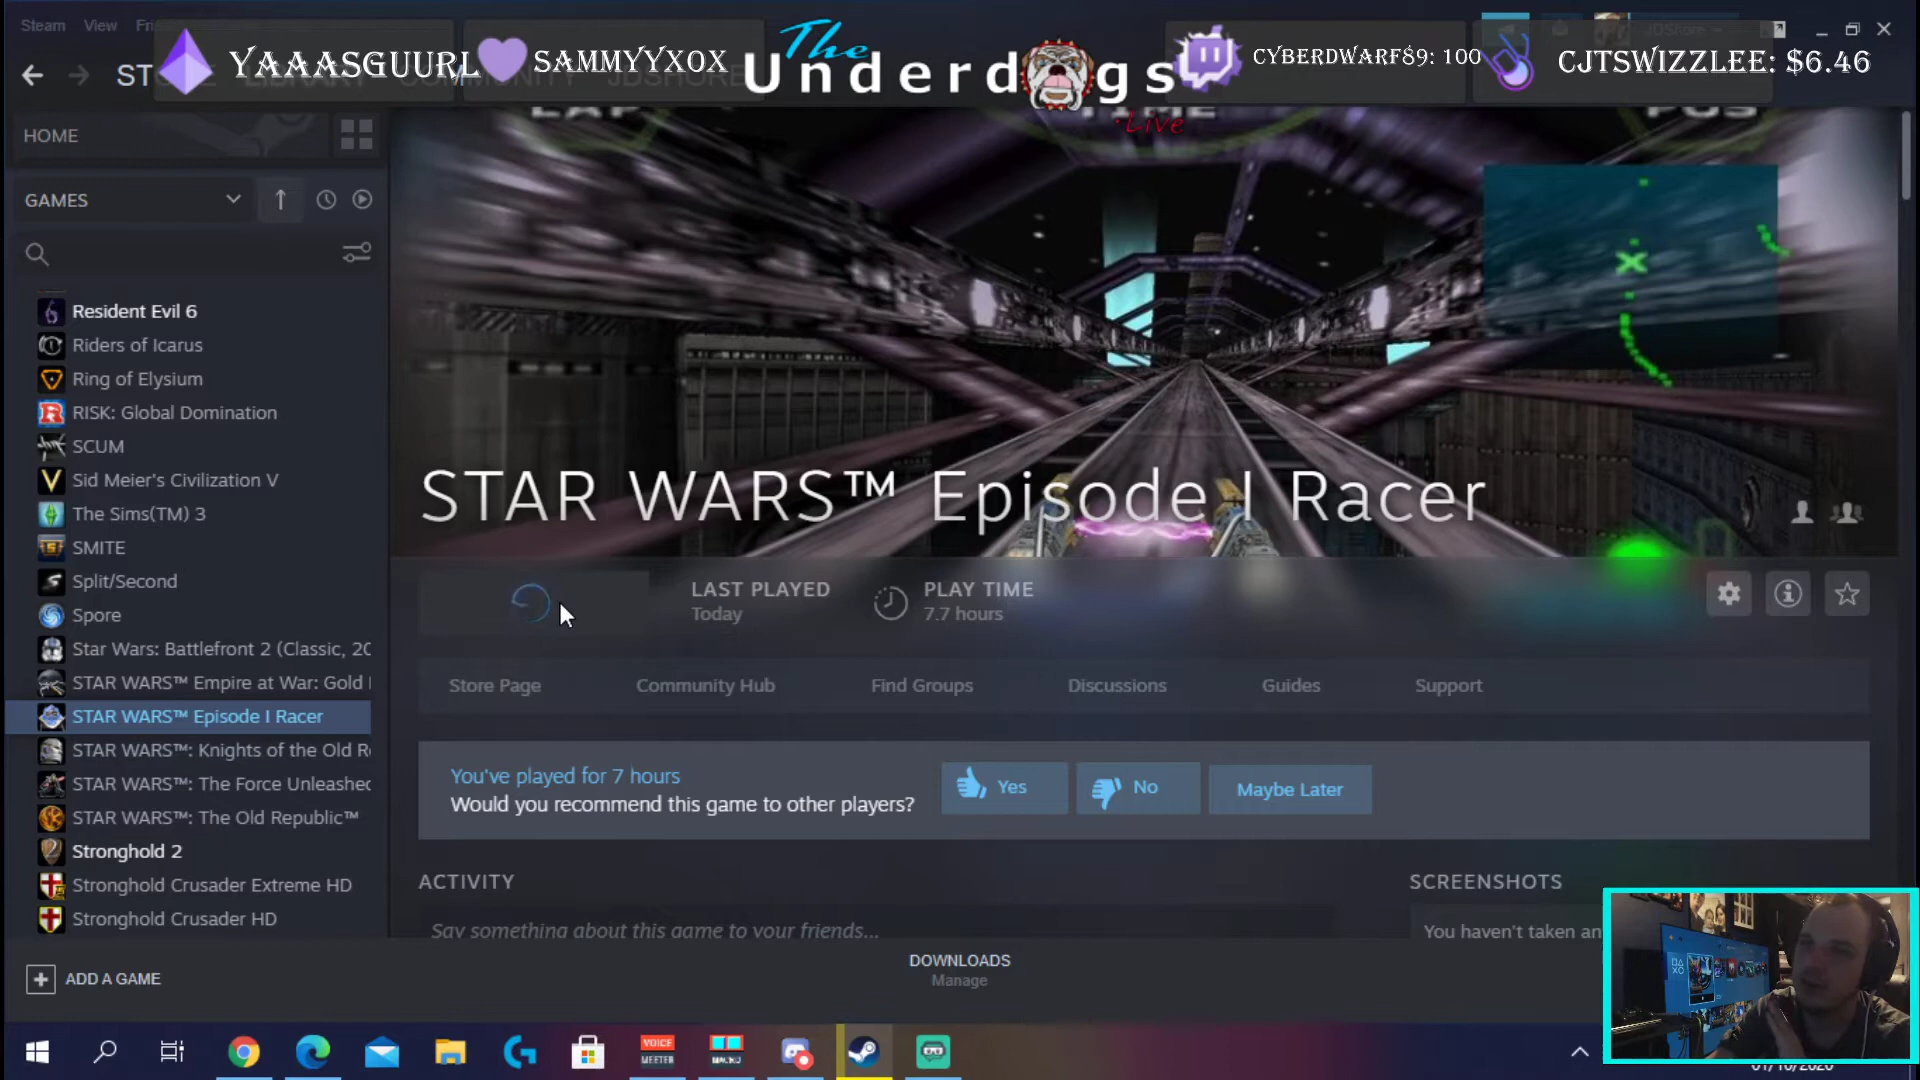 Steam View
The
Underdogs
.Live
YAAASGUURL
SAMMYYXOX
CYBERDWARF89: 100
CJTSWIZZLEE: $6.46
HOME
GAMES
Resident Evil 6
Riders of Icarus
Ring of Elysium
RISK: Global Domination
SCUM
Sid Meier's Civilization V
The Sims(TM) 3
SMITE
Split/Second
Spore
Star Wars: Battlefront 2 (Classic, 20
STAR WARS™ Empire at War: Gold
STAR WARS™ Episode I Racer
STAR WARS™: Knights of the Old R
STAR WARS™: The Force Unleashed
STAR WARS™: The Old Republic™
Stronghold 2
Stronghold Crusader Extreme HD
Stronghold Crusader HD
ADD A GAME
STAR WARS™ Episode I Racer
LAST PLAYED
Today
PLAY TIME
7.7 hours
Store Page
Community Hub
Find Groups
Discussions
Guides
Support
You've played for 7 hours
Would you recommend this game to other players?
Yes
No
Maybe Later
ACTIVITY
Say something about this game to your friends...
SCREENSHOTS
You haven't taken
DOWNLOADS
Manage
VOICE
MEETER
MACRO